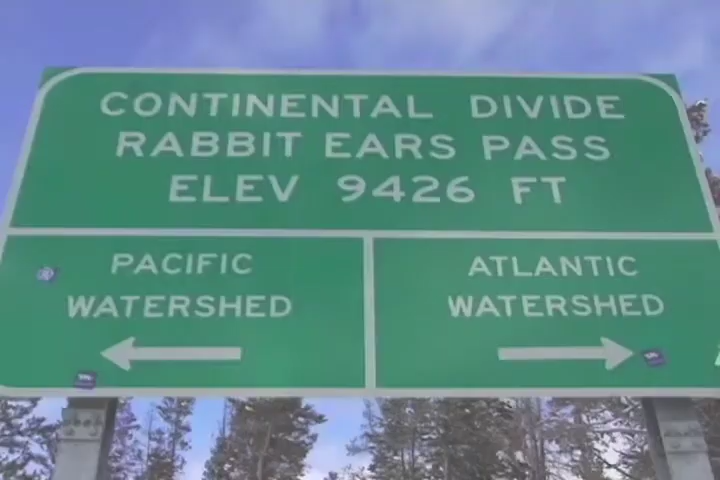 CONTINENTAL DIVIDE
RABBIT EARS PASS
ELEV 9426 FT
PACIFIC
WATERSHED
ATLANTIC
WATERSHED